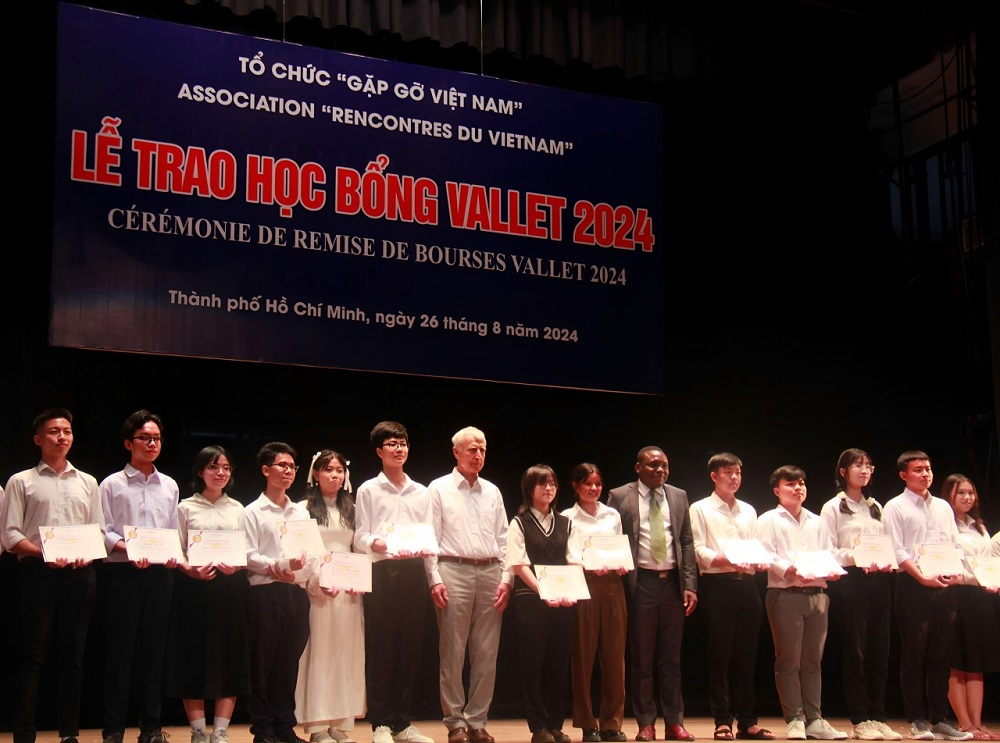 TỔ CHỨC "GẶP GỠ VIỆT NAM"
ASSOCIATION "RENCONTRES DU VIETNAM"
LỄ TRAO HỌC BỔNG VALLET 2024
CÉRÉMONIE DE REMISE DE BOURSES VALLET 2024
Thành phố Hồ Chí Minh, ngày 26 tháng 8 năm 2024